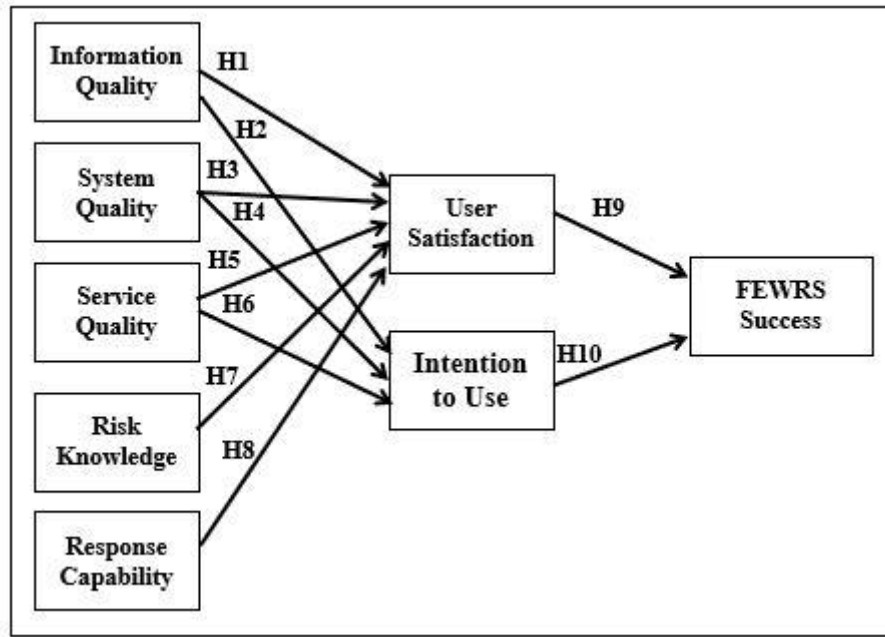 Information
Quality
H1
H2
System
Quality
H3
H4
User
Satisfaction
H9
Service
Quality
H5
H6
FEWRS
Success
Intention
to Use
H10
H7
Risk
Knowledge
H8
Response
Capability